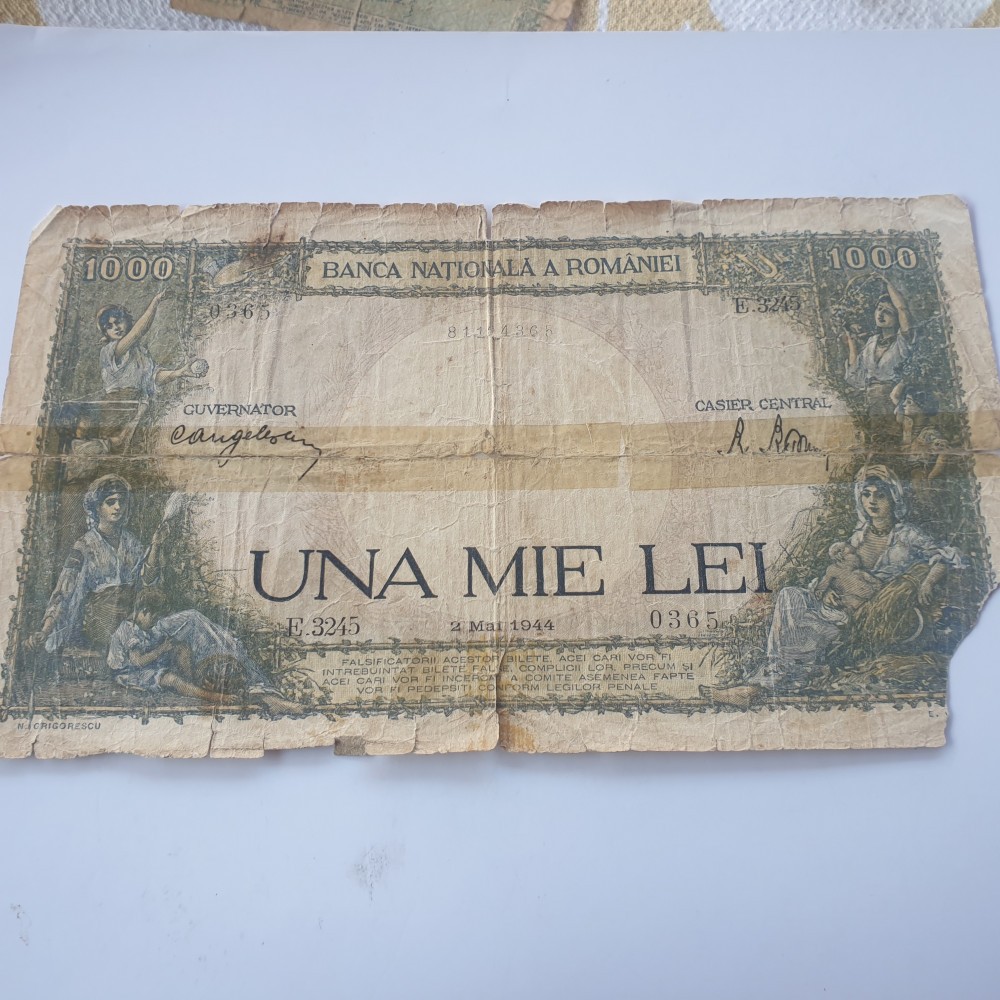 1000 BANCA NAȚIONALĂ A ROMÂNIEI 1000
0365 E.3245
GUVERNATOR CASIER CENTRAL
UNA MIE LEI
E.3245 2 Mai 1944 0365
FALSIFICATORII ACESTOR BILETE, ACEI CARI VOR FI
INTREBUINTAT BILETE FALSE, COMPLICII LOR, PRECUM ȘI
ACEI CARI VOR FI INCERCAT A COMITE ASEMENEA FAPTE
VOR FI PEDEPSIȚI CONFORM LEGILOR PENALE
N. GRIGORESCU